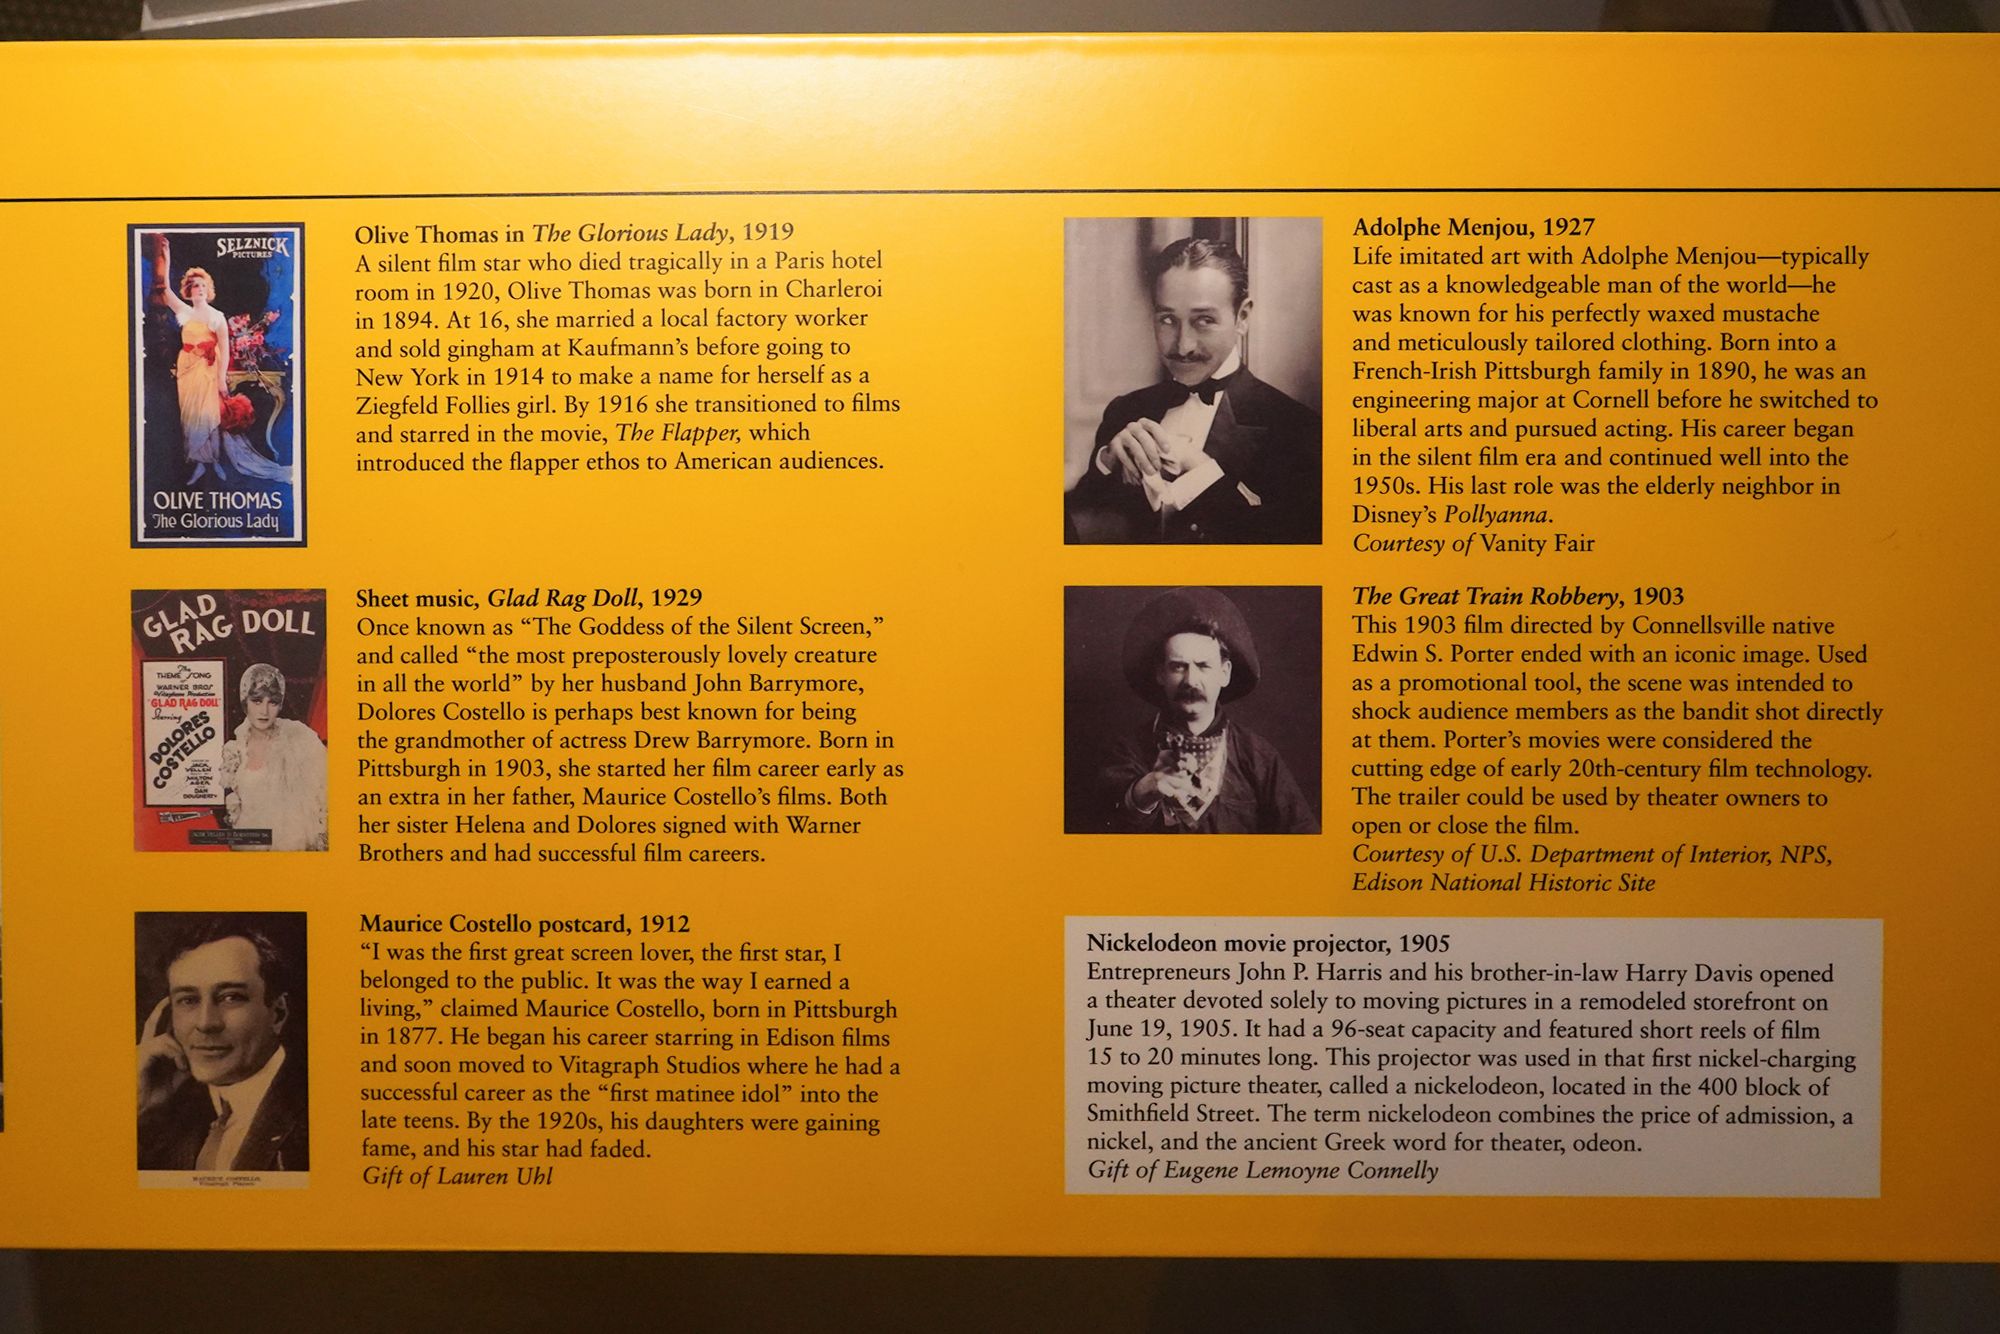 SELZNICK
PICTURES
OLIVE THOMAS
The Glorious Lady
Olive Thomas in The Glorious Lady, 1919
A silent film star who died tragically in a Paris hotel
room in 1920, Olive Thomas was born in Charleroi
in 1894. At 16, she married a local factory worker
and sold gingham at Kaufmann’s before going to
New York in 1914 to make a name for herself as a
Ziegfeld Follies girl. By 1916 she transitioned to films
and starred in the movie, The Flapper, which
introduced the flapper ethos to American audiences.
GLAD
RAG DOLL
The
THEME SONG
of
WARNER BROS
Vitaphone Production
"GLAD RAG DOLL"
Starring
DOLORES
COSTELLO
JACK
YELLEN
MILTON
AGER
DAN
DOUGHERTY
Sheet music, Glad Rag Doll, 1929
Once known as “The Goddess of the Silent Screen,”
and called “the most preposterously lovely creature
in all the world” by her husband John Barrymore,
Dolores Costello is perhaps best known for being
the grandmother of actress Drew Barrymore. Born in
Pittsburgh in 1903, she started her film career early as
an extra in her father, Maurice Costello’s films. Both
her sister Helena and Dolores signed with Warner
Brothers and had successful film careers.
MAURICE COSTELLO,
Maurice Costello postcard, 1912
“I was the first great screen lover, the first star, I
belonged to the public. It was the way I earned a
living,” claimed Maurice Costello, born in Pittsburgh
in 1877. He began his career starring in Edison films
and soon moved to Vitagraph Studios where he had a
successful career as the “first matinee idol” into the
late teens. By the 1920s, his daughters were gaining
fame, and his star had faded.
Gift of Lauren Uhl
Adolphe Menjou, 1927
Life imitated art with Adolphe Menjou—typically
cast as a knowledgeable man of the world—he
was known for his perfectly waxed mustache
and meticulously tailored clothing. Born into a
French-Irish Pittsburgh family in 1890, he was an
engineering major at Cornell before he switched to
liberal arts and pursued acting. His career began
in the silent film era and continued well into the
1950s. His last role was the elderly neighbor in
Disney’s Pollyanna.
Courtesy of Vanity Fair
The Great Train Robbery, 1903
This 1903 film directed by Connellsville native
Edwin S. Porter ended with an iconic image. Used
as a promotional tool, the scene was intended to
shock audience members as the bandit shot directly
at them. Porter’s movies were considered the
cutting edge of early 20th-century film technology.
The trailer could be used by theater owners to
open or close the film.
Courtesy of U.S. Department of Interior, NPS,
Edison National Historic Site
Nickelodeon movie projector, 1905
Entrepreneurs John P. Harris and his brother-in-law Harry Davis opened
a theater devoted solely to moving pictures in a remodeled storefront on
June 19, 1905. It had a 96-seat capacity and featured short reels of film
15 to 20 minutes long. This projector was used in that first nickel-charging
moving picture theater, called a nickelodeon, located in the 400 block of
Smithfield Street. The term nickelodeon combines the price of admission, a
nickel, and the ancient Greek word for theater, odeon.
Gift of Eugene Lemoyne Connelly